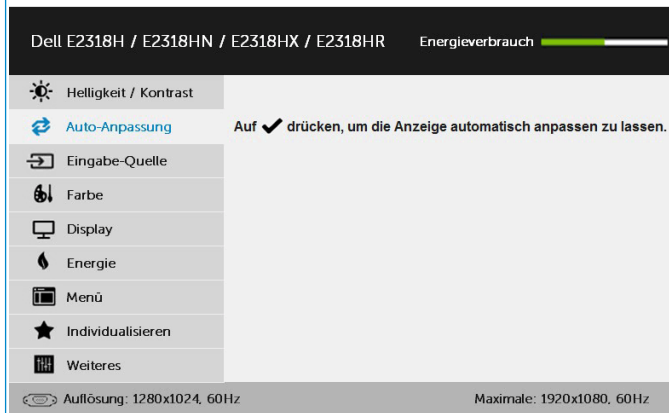 Dell E2318H / E2318HN / E2318HX / E2318HR Energieverbrauch
Helligkeit / Kontrast
Auto-Anpassung
Auf ✔ drücken, um die Anzeige automatisch anpassen zu lassen.
Eingabe-Quelle
Farbe
Display
Energie
Menü
Individualisieren
Weiteres
Auflösung: 1280x1024, 60Hz Maximale: 1920x1080, 60Hz